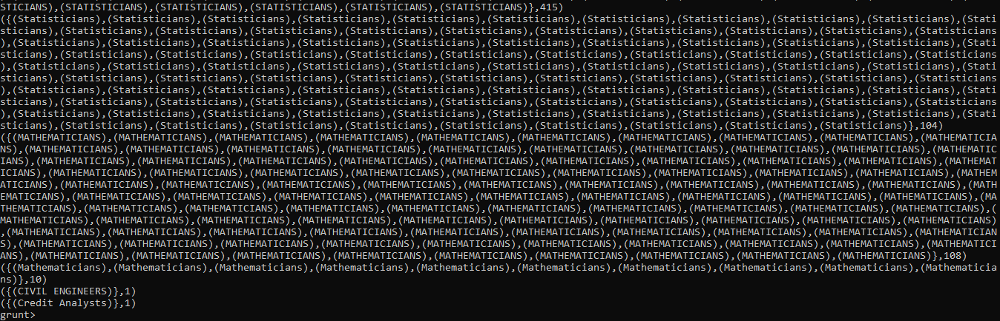 STICIANS),(STATISTICIANS),(STATISTICIANS),(STATISTICIANS),(STATISTICIANS),(STATISTICIANS)},415)
({(Statisticians),(Statisticians),(Statisticians),(Statisticians),(Statisticians),(Statisticians),(Statisticians),(Statisticians),(Statisticians),(Statisticians),(Stati
sticians),(Statisticians),(Statisticians),(Statisticians),(Statisticians),(Statisticians),(Statisticians),(Statisticians),(Statisticians),(Statisticians),(Statisticians
),(Statisticians),(Statisticians),(Statisticians),(Statisticians),(Statisticians),(Statisticians),(Statisticians),(Statisticians),(Statisticians),(Statisticians),(Stati
sticians),(Statisticians),(Statisticians),(Statisticians),(Statisticians),(Statisticians),(Statisticians),(Statisticians),(Statisticians),(Statisticians),(Statisticians
),(Statisticians),(Statisticians),(Statisticians),(Statisticians),(Statisticians),(Statisticians),(Statisticians),(Statisticians),(Statisticians),(Statisticians),(Stati
sticians),(Statisticians),(Statisticians),(Statisticians),(Statisticians),(Statisticians),(Statisticians),(Statisticians),(Statisticians),(Statisticians),(Statisticians
),(Statisticians),(Statisticians),(Statisticians),(Statisticians),(Statisticians),(Statisticians),(Statisticians),(Statisticians),(Statisticians),(Statisticians),(Stati
sticians),(Statisticians),(Statisticians),(Statisticians),(Statisticians),(Statisticians),(Statisticians),(Statisticians),(Statisticians),(Statisticians),(Statisticians
),(Statisticians),(Statisticians),(Statisticians),(Statisticians),(Statisticians),(Statisticians),(Statisticians),(Statisticians),(Statisticians),(Statisticians),(Stati
sticians),(Statisticians),(Statisticians),(Statisticians),(Statisticians),(Statisticians),(Statisticians),(Statisticians),(Statisticians),(Statisticians)},104)
({(MATHEMATICIANS),(MATHEMATICIANS),(MATHEMATICIANS),(MATHEMATICIANS),(MATHEMATICIANS),(MATHEMATICIANS),(MATHEMATICIANS),(MATHEMATICIANS),(MATHEMATICIANS),(MATHEMATICIA
NS),(MATHEMATICIANS),(MATHEMATICIANS),(MATHEMATICIANS),(MATHEMATICIANS),(MATHEMATICIANS),(MATHEMATICIANS),(MATHEMATICIANS),(MATHEMATICIANS),(MATHEMATICIANS),(MATHEMATIC
IANS),(MATHEMATICIANS),(MATHEMATICIANS),(MATHEMATICIANS),(MATHEMATICIANS),(MATHEMATICIANS),(MATHEMATICIANS),(MATHEMATICIANS),(MATHEMATICIANS),(MATHEMATICIANS),(MATHEMAT
ICIANS),(MATHEMATICIANS),(MATHEMATICIANS),(MATHEMATICIANS),(MATHEMATICIANS),(MATHEMATICIANS),(MATHEMATICIANS),(MATHEMATICIANS),(MATHEMATICIANS),(MATHEMATICIANS),(MATHEM
ATICIANS),(MATHEMATICIANS),(MATHEMATICIANS),(MATHEMATICIANS),(MATHEMATICIANS),(MATHEMATICIANS),(MATHEMATICIANS),(MATHEMATICIANS),(MATHEMATICIANS),(MATHEMATICIANS),(MATH
EMATICIANS),(MATHEMATICIANS),(MATHEMATICIANS),(MATHEMATICIANS),(MATHEMATICIANS),(MATHEMATICIANS),(MATHEMATICIANS),(MATHEMATICIANS),(MATHEMATICIANS),(MATHEMATICIANS),(MA
THEMATICIANS),(MATHEMATICIANS),(MATHEMATICIANS),(MATHEMATICIANS),(MATHEMATICIANS),(MATHEMATICIANS),(MATHEMATICIANS),(MATHEMATICIANS),(MATHEMATICIANS),(MATHEMATICIANS),(
MATHEMATICIANS),(MATHEMATICIANS),(MATHEMATICIANS),(MATHEMATICIANS),(MATHEMATICIANS),(MATHEMATICIANS),(MATHEMATICIANS),(MATHEMATICIANS),(MATHEMATICIANS),(MATHEMATICIANS)
,(MATHEMATICIANS),(MATHEMATICIANS),(MATHEMATICIANS),(MATHEMATICIANS),(MATHEMATICIANS),(MATHEMATICIANS),(MATHEMATICIANS),(MATHEMATICIANS),(MATHEMATICIANS),(MATHEMATICIAN
S),(MATHEMATICIANS),(MATHEMATICIANS),(MATHEMATICIANS),(MATHEMATICIANS),(MATHEMATICIANS),(MATHEMATICIANS),(MATHEMATICIANS),(MATHEMATICIANS),(MATHEMATICIANS),(MATHEMATICI
ANS),(MATHEMATICIANS),(MATHEMATICIANS),(MATHEMATICIANS),(MATHEMATICIANS),(MATHEMATICIANS),(MATHEMATICIANS),(MATHEMATICIANS),(MATHEMATICIANS),(MATHEMATICIANS)},108)
({(Mathematicians),(Mathematicians),(Mathematicians),(Mathematicians),(Mathematicians),(Mathematicians),(Mathematicians),(Mathematicians),(Mathematicians),(Mathematicia
ns)},10)
({(CIVIL ENGINEERS)},1)
({(Credit Analysts)},1)
grunt>